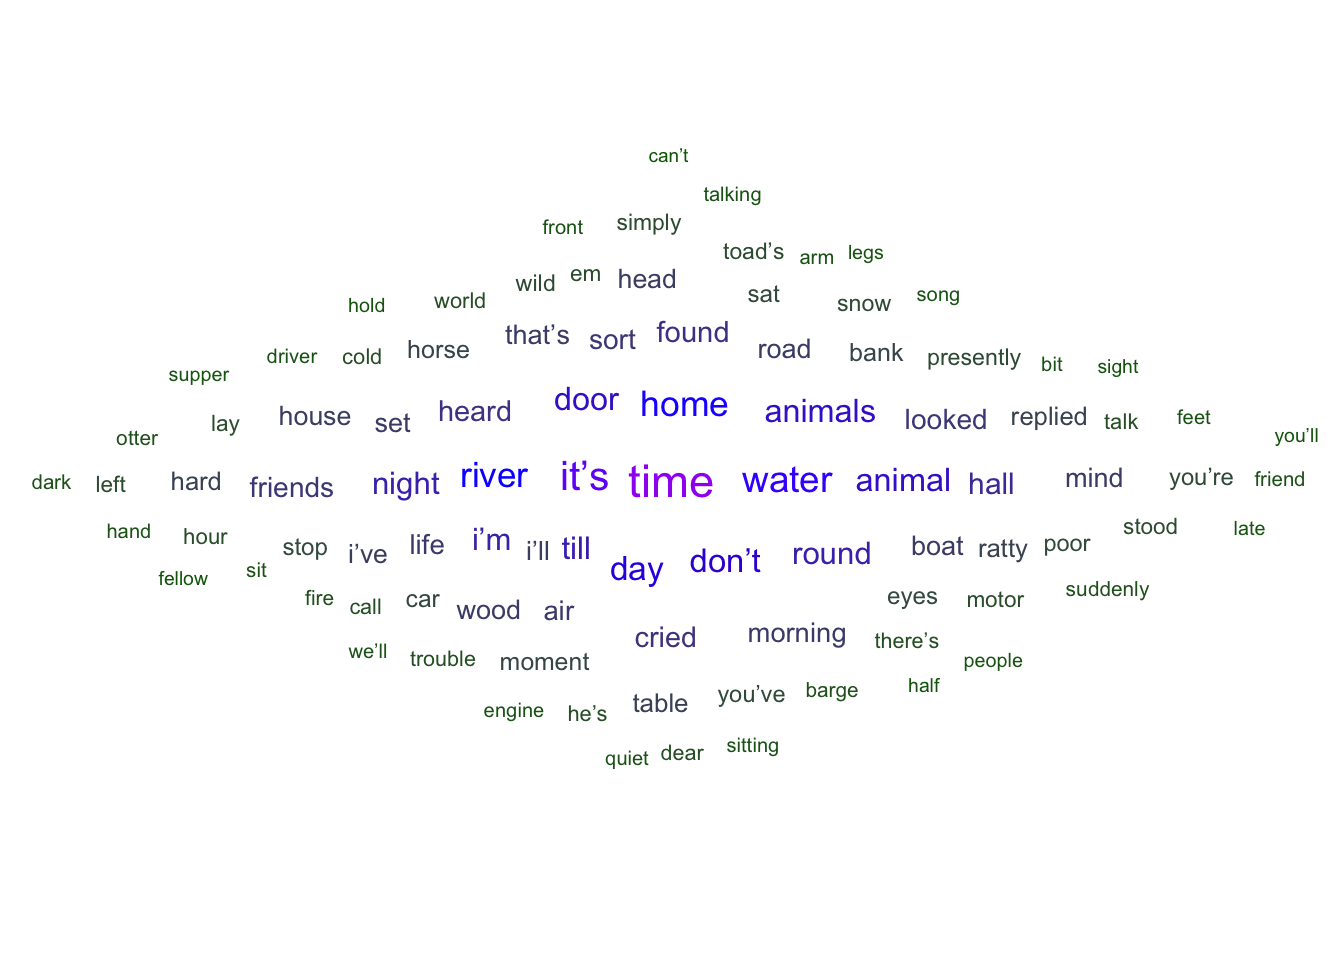 can’t
talking
front simply
toad’s arm legs
wild em head
hold world sat snow song
that’s sort found
driver cold horse road bank presently bit sight
supper
door home animals
lay house set heard looked replied talk feet
otter you’ll
dark left hard friends night river it’s time water animal hall mind you’re friend
hand hour stood late
stop i’ve life i’m i’ll till round boat ratty poor
fellow sit day don’t
fire call car wood air eyes motor suddenly
cried morning there’s
we’ll trouble moment people
table you’ve barge half
engine he’s
quiet dear sitting